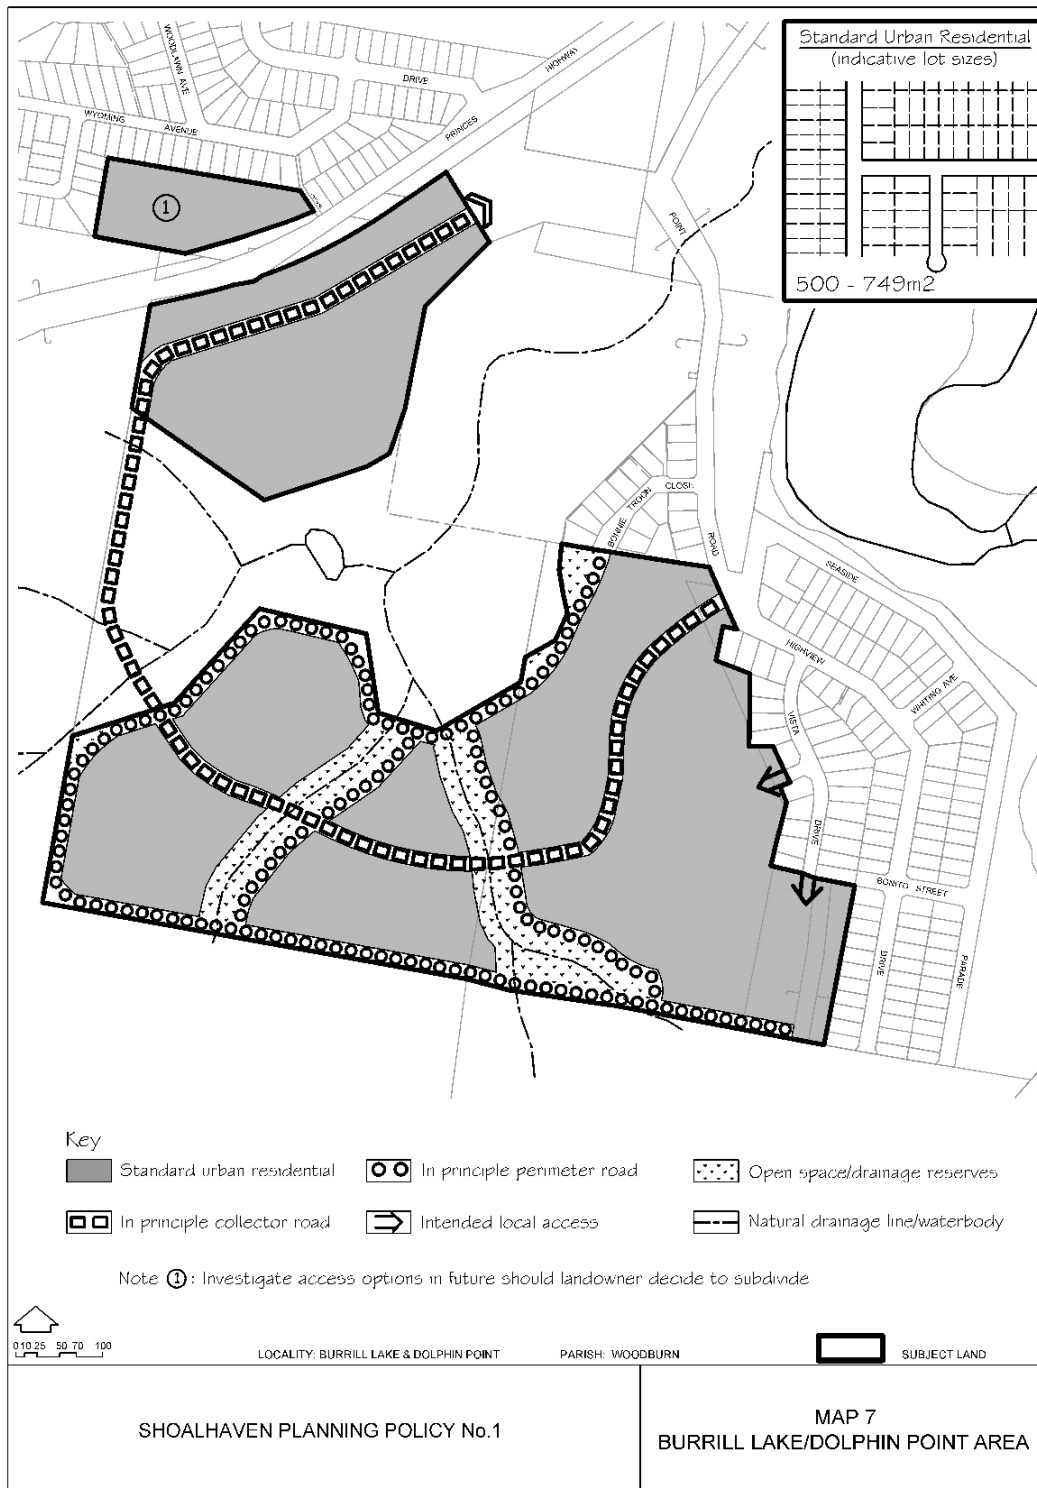 Standard Urban Residential
(indicative lot sizes)
500 - 749m2
WOODLAWN AVE
DRIVE
HIGHWAY
WYOMING AVENUE
PRINCES
1
POINT
BONNIE TROON CLOSE
ROAD
SEASIDE
HIGHVIEW
WHITING AVE
VISTA
DRIVE
BONITO STREET
DRIVE
PARADE
Key
Standard urban residential
In principle perimeter road
Open space/drainage reserves
In principle collector road
Intended local access
Natural drainage line/waterbody
Note 1: Investigate access options in future should landowner decide to subdivide
0 10 25 50 70 100
LOCALITY: BURRILL LAKE & DOLPHIN POINT
PARISH: WOODBURN
SUBJECT LAND
SHOALHAVEN PLANNING POLICY No.1
MAP 7
BURRILL LAKE/DOLPHIN POINT AREA